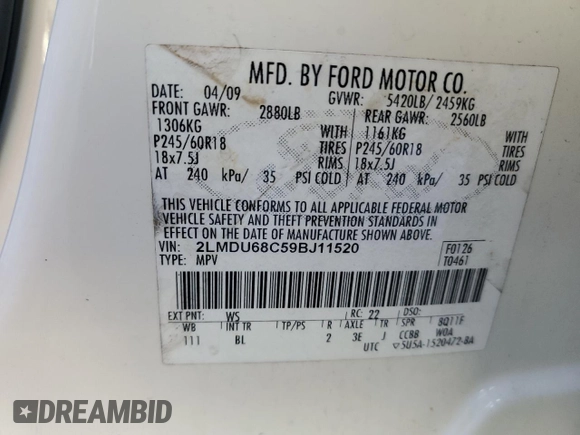 MFD. BY FORD MOTOR CO.
DATE: 04/09 GVWR: 5420LB/ 2459KG
FRONT GAWR: 2880LB REAR GAWR: 2560LB
1306KG WITH 1161KG WITH
P245/60R18 TIRES P245/60R18 TIRES
18x7.5J RIMS 18x7.5J RIMS
AT 240 kPa/ 35 PSI COLD AT 240 kPa/ 35 PSI COLD
THIS VEHICLE CONFORMS TO ALL APPLICABLE FEDERAL MOTOR
VEHICLE SAFETY AND THEFT PREVENTION STANDARDS IN
EFFECT ON THE DATE OF MANUFACTURE SHOWN ABOVE.
VIN: 2LMDU68C59BJ11520 F0126
TYPE: MPV T0461
EXT PNT: WS RC: 22 DSO:
WB INT TR TP/PS R AXLE TR SPR 8Q11F
111 BL 2 3E J CCBB WOA
UTC ▽5U5A-1520472-BA
DREAMBID